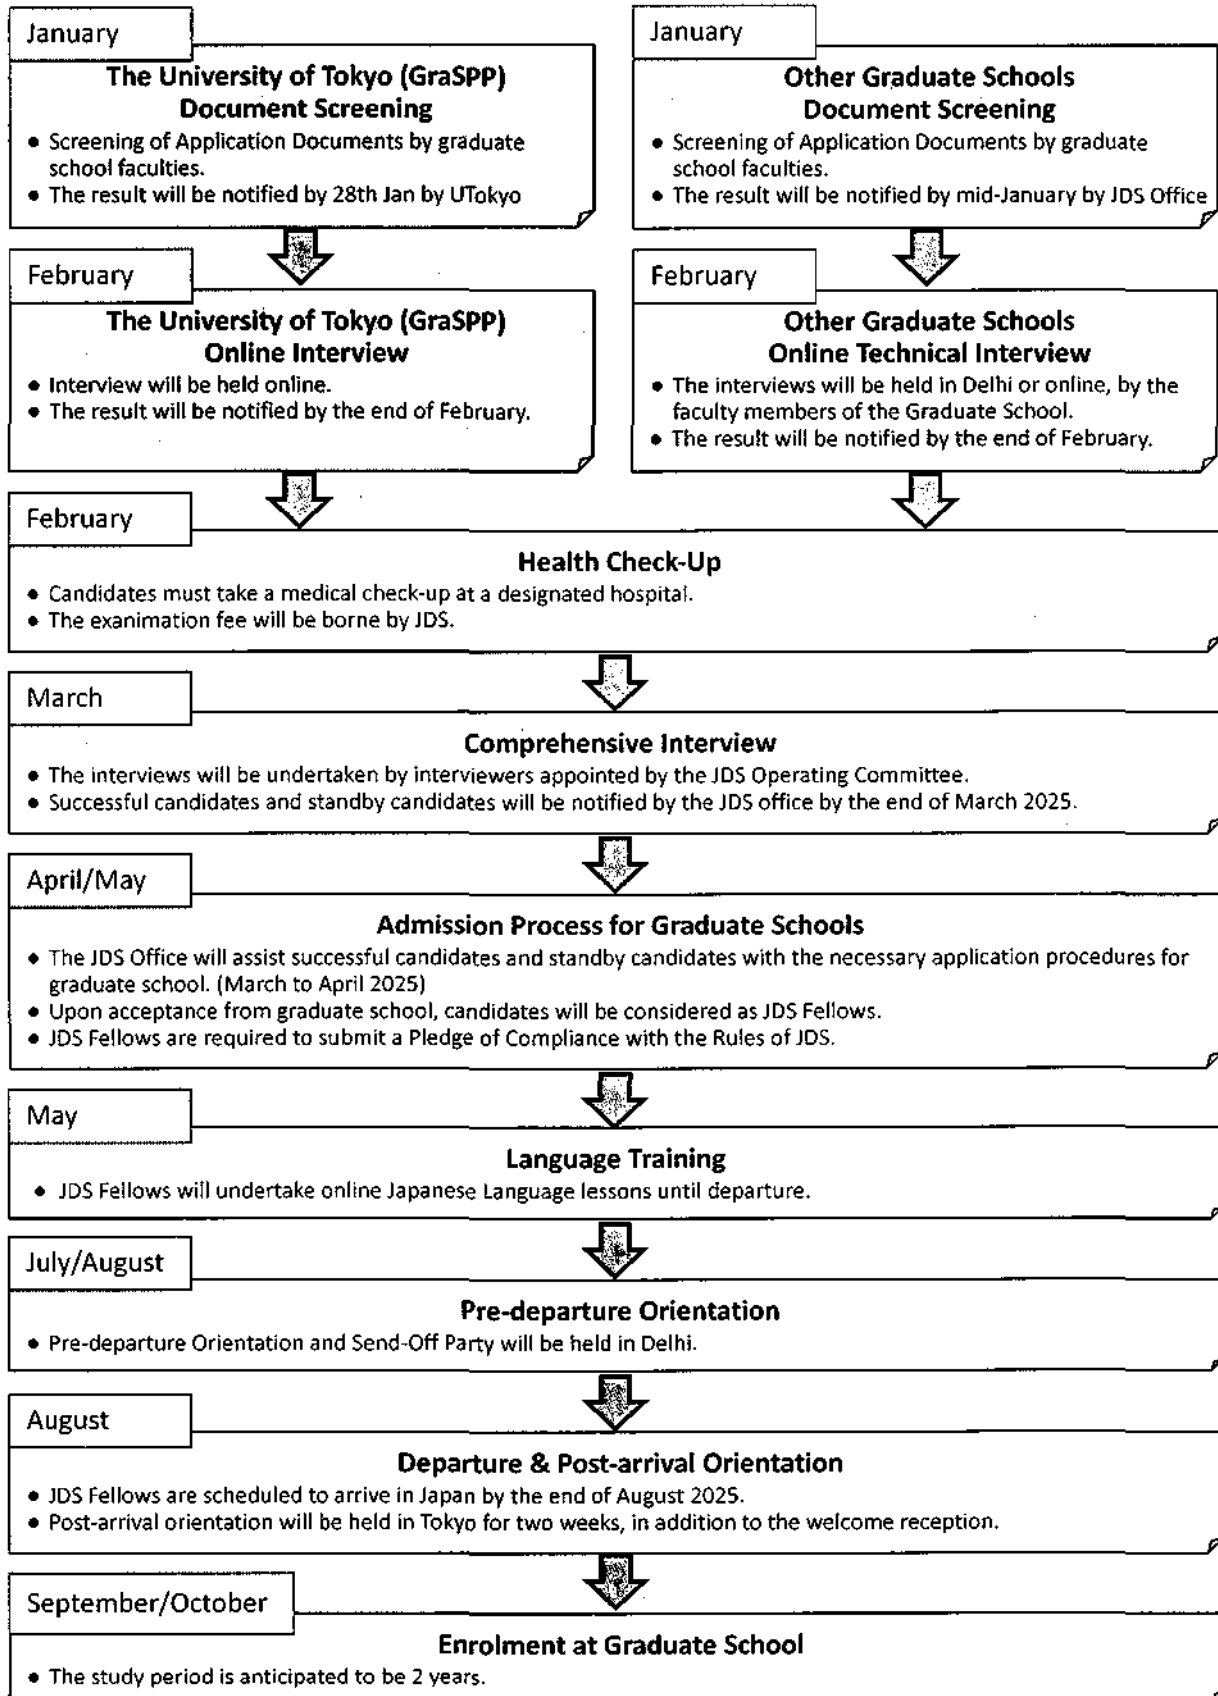 January
The University of Tokyo (GraSPP)
Document Screening
• Screening of Application Documents by graduate
school faculties.
• The result will be notified by 28th Jan by UTokyo
January
Other Graduate Schools
Document Screening
• Screening of Application Documents by graduate
school faculties.
• The result will be notified by mid-January by JDS Office
February
The University of Tokyo (GraSPP)
Online Interview
• Interview will be held online.
• The result will be notified by the end of February.
February
Other Graduate Schools
Online Technical Interview
• The interviews will be held in Delhi or online, by the
faculty members of the Graduate School.
• The result will be notified by the end of February.
February
Health Check-Up
• Candidates must take a medical check-up at a designated hospital.
• The exanimation fee will be borne by JDS.
March
Comprehensive Interview
• The interviews will be undertaken by interviewers appointed by the JDS Operating Committee.
• Successful candidates and standby candidates will be notified by the JDS office by the end of March 2025.
April/May
Admission Process for Graduate Schools
• The JDS Office will assist successful candidates and standby candidates with the necessary application procedures for
graduate school. (March to April 2025)
• Upon acceptance from graduate school, candidates will be considered as JDS Fellows.
• JDS Fellows are required to submit a Pledge of Compliance with the Rules of JDS.
May
Language Training
• JDS Fellows will undertake online Japanese Language lessons until departure.
July/August
Pre-departure Orientation
• Pre-departure Orientation and Send-Off Party will be held in Delhi.
August
Departure & Post-arrival Orientation
• JDS Fellows are scheduled to arrive in Japan by the end of August 2025.
• Post-arrival orientation will be held in Tokyo for two weeks, in addition to the welcome reception.
September/October
Enrolment at Graduate School
• The study period is anticipated to be 2 years.